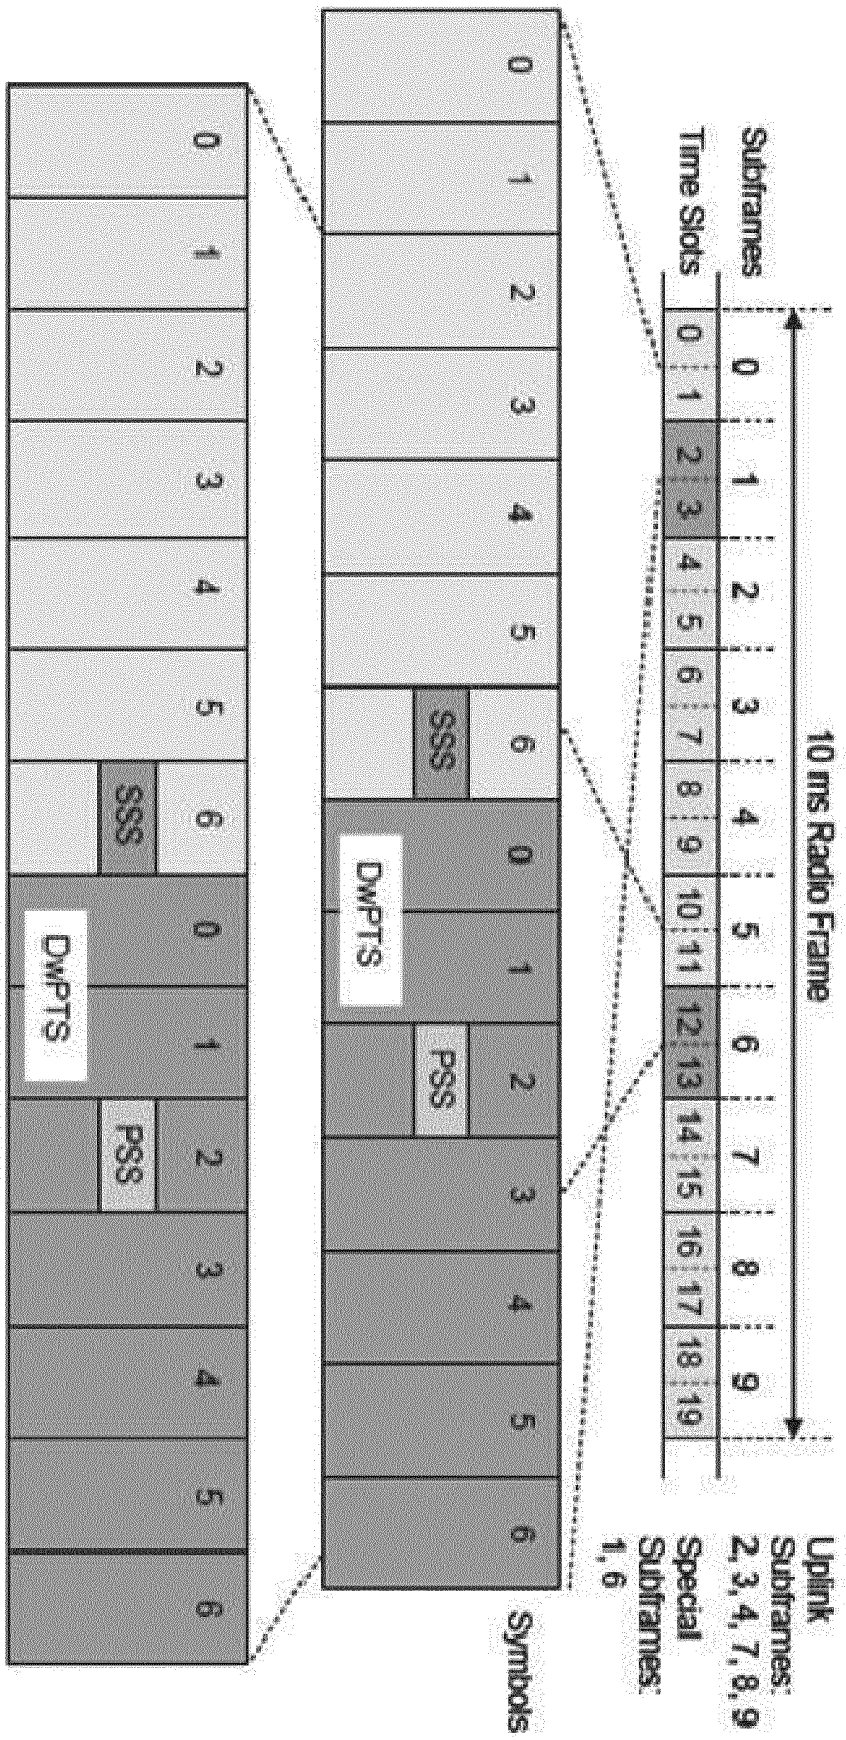 10 ms Radio Frame
Uplink
Subframes:
2, 3, 4, 7, 8, 9
Subframes 0 1 2 3 4 5 6 7 8 9
Time Slots 0 1 2 3 4 5 6 7 8 9 10 11 12 13 14 15 16 17 18 19
Special
Subframes:
1, 6
Symbols
0 1 2 3 4 5 6 0 1 2 3 4 5 6
SSS PSS
DwPTS
0 1 2 3 4 5 6 0 1 2 3 4 5 6
SSS PSS
DwPTS